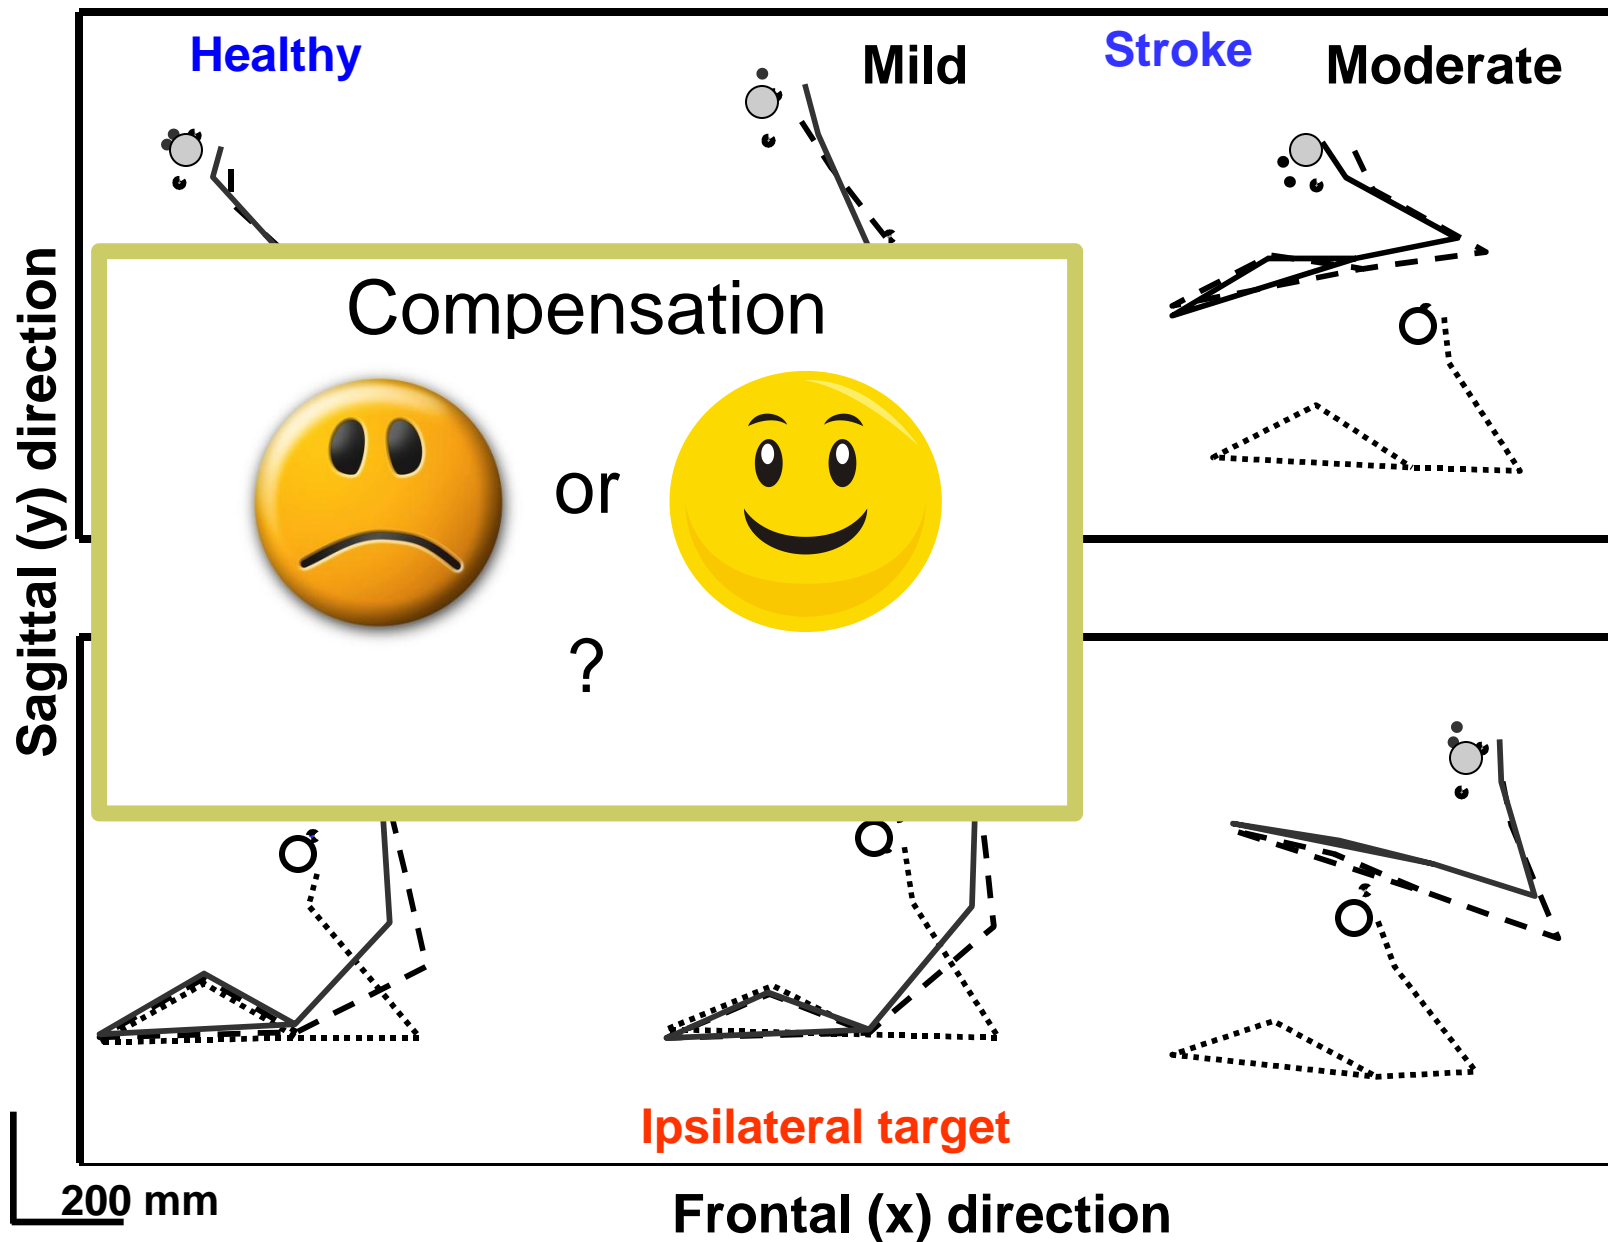 Healthy
Mild
Stroke
Moderate
Compensation
or
?
Sagittal (y) direction
Ipsilateral target
200 mm
Frontal (x) direction